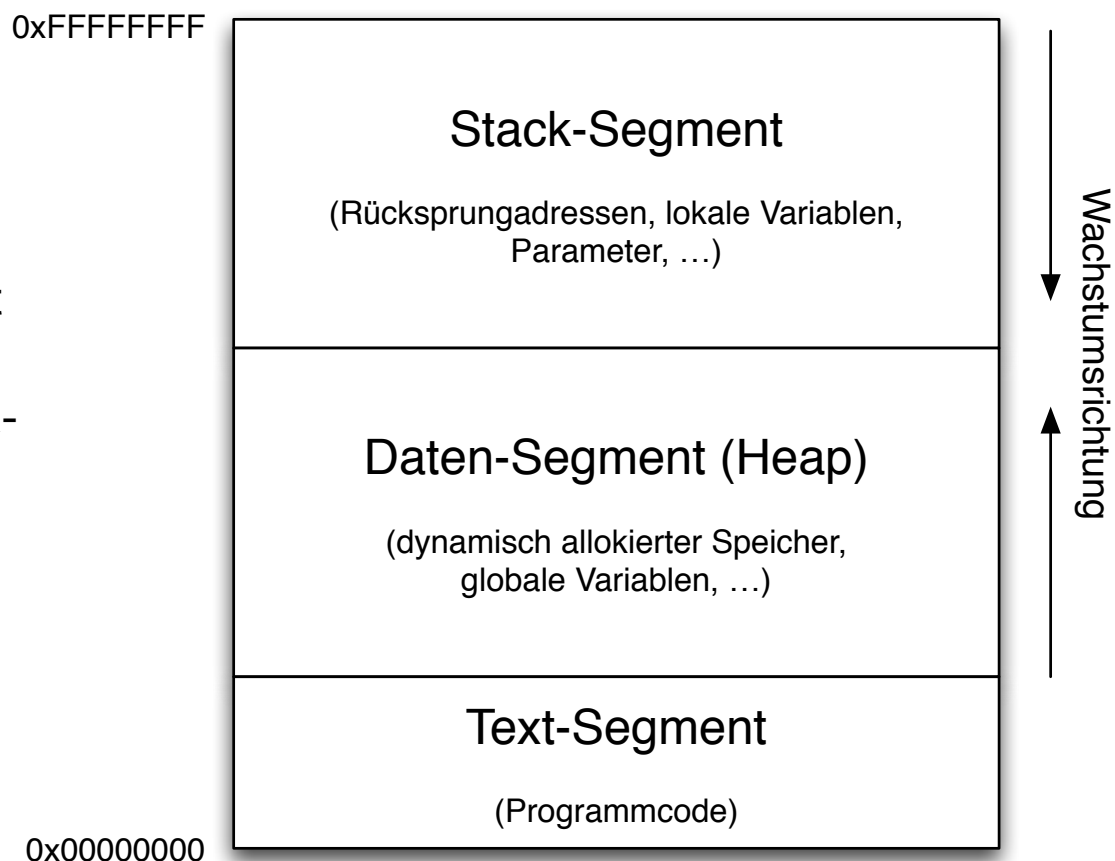 0xFFFFFFFF
Stack-Segment
(Rücksprungadressen, lokale Variablen,
Parameter, …)
Wachstumsrichtung
-
Daten-Segment (Heap)
(dynamisch allokierter Speicher,
globale Variablen, …)
Text-Segment
(Programmcode)
0x00000000